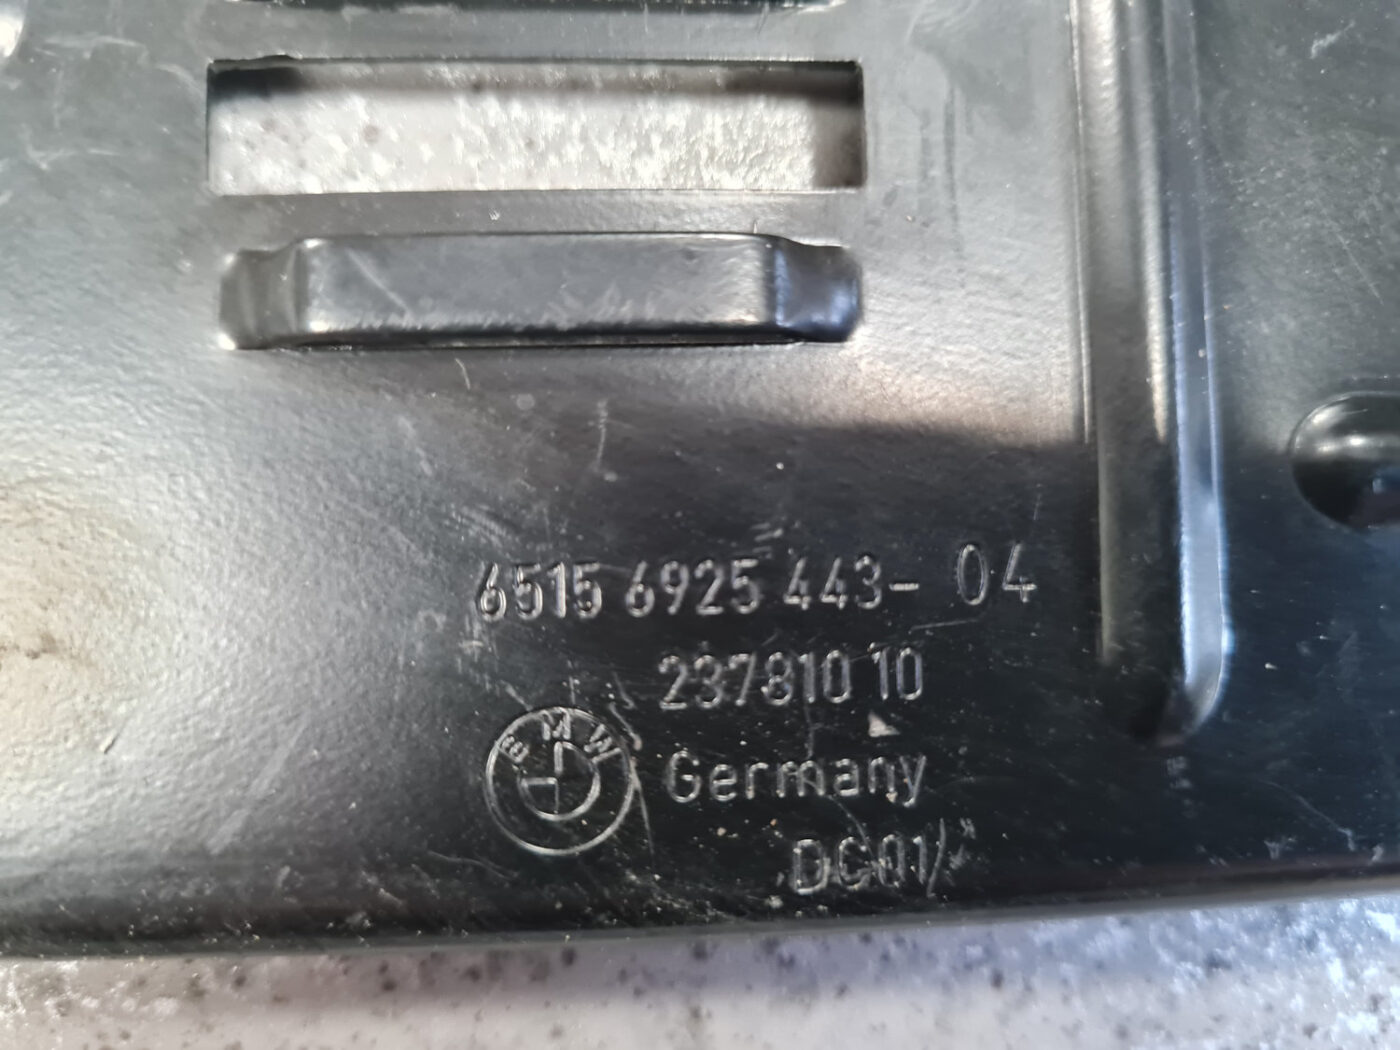 6515 6925 443- 04
237810 10
BMW
Germany
DC01/